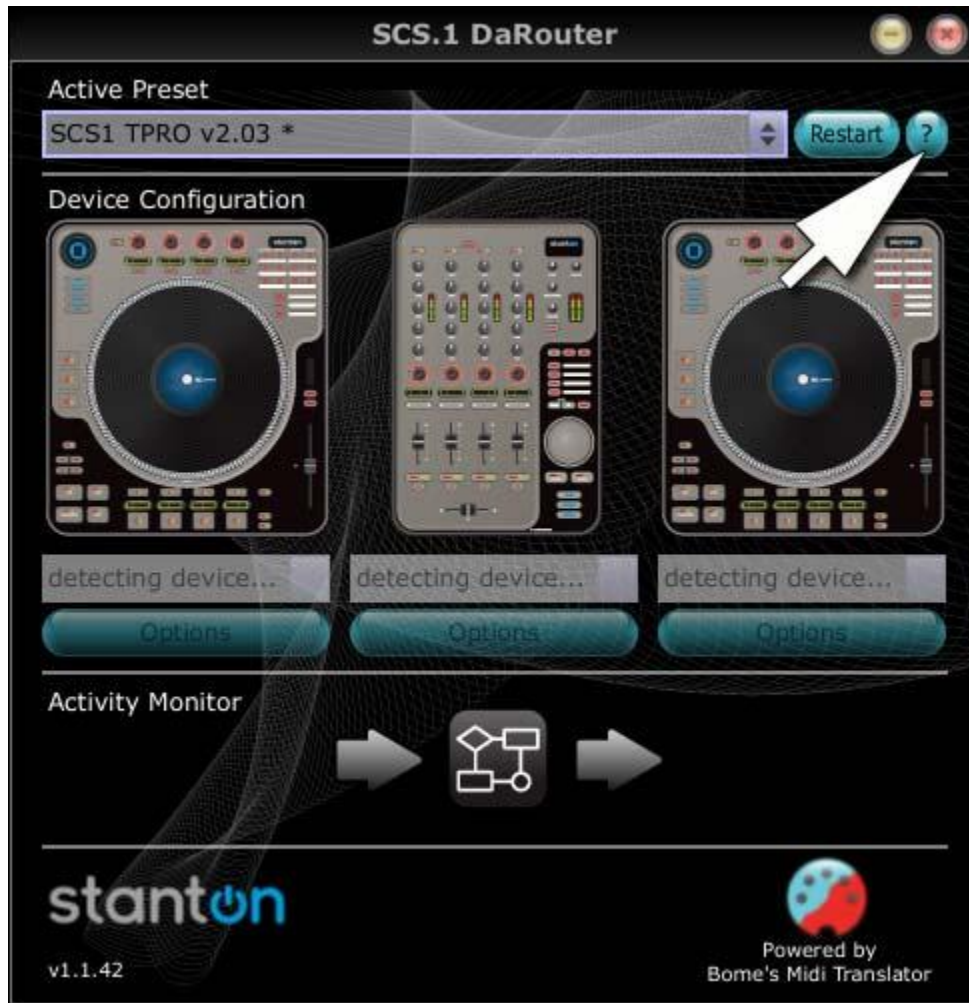 SCS.1 DaRouter
Active Preset
SCS1 TPRO v2.03 *
Restart
?
Device Configuration
detecting device... detecting device... detecting device...
Options Options Options
Activity Monitor
stanton
v1.1.42
Powered by
Bome's Midi Translator